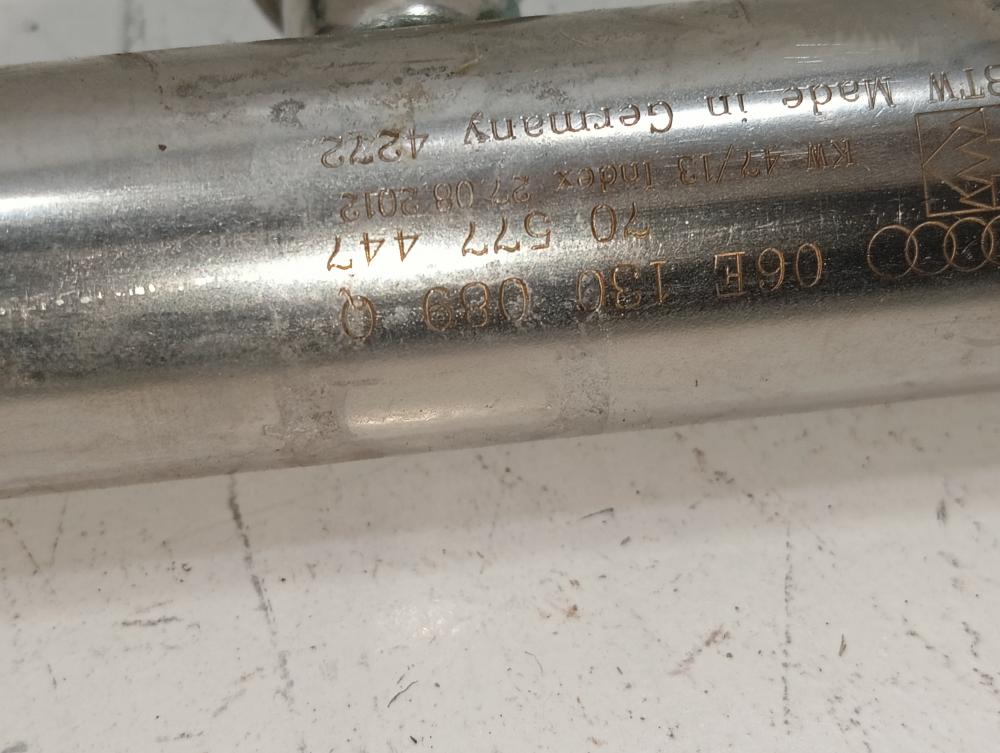 06E 130 089 Q
70 577 447
KW 47/13 Index 27.08.2012
BTW Made in Germany 4272